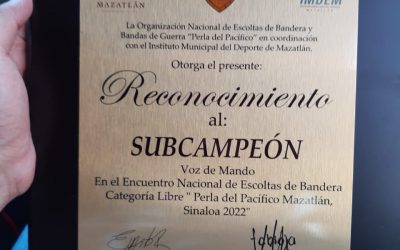 MAZATLÁN
IMDEM
La Organización Nacional de Escoltas de Bandera y
Bandas de Guerra "Perla del Pacífico" en coordinación
con el Instituto Municipal del Deporte de Mazatlán.
Otorga el presente:
Reconocimiento
al:
SUBCAMPEÓN
Voz de Mando
En el Encuentro Nacional de Escoltas de Bandera
Categoría Libre " Perla del Pacífico Mazatlán,
Sinaloa 2022"